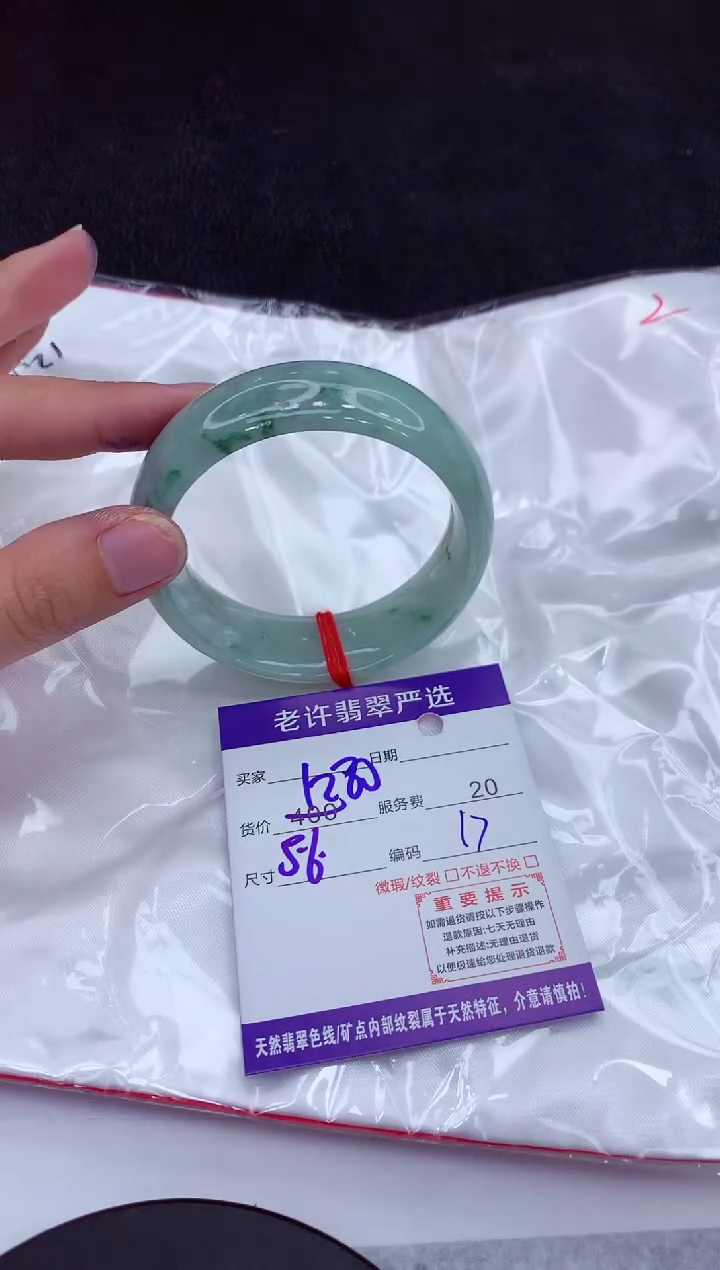 2
121
老许翡翠严选
买家 日期
1200
货价 400 服务费 20
尺寸 56 编码 17
微瑕/纹裂 □不退不换 □
重要提示
如需退货请按以下步骤操作
退款原因:七天无理由
补充描述:无理由退货
以便极速给您处理退货退款
天然翡翠色线/矿点内部纹裂属于天然特征，介意请慎拍!